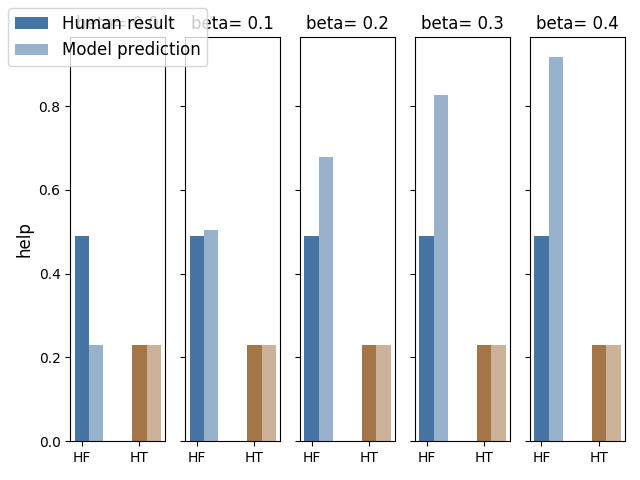 Human result
Model prediction
beta= 0.1
beta= 0.2
beta= 0.3
beta= 0.4
help
0.8
0.6
0.4
0.2
0.0
HF HT
HF HT
HF HT
HF HT
HF HT